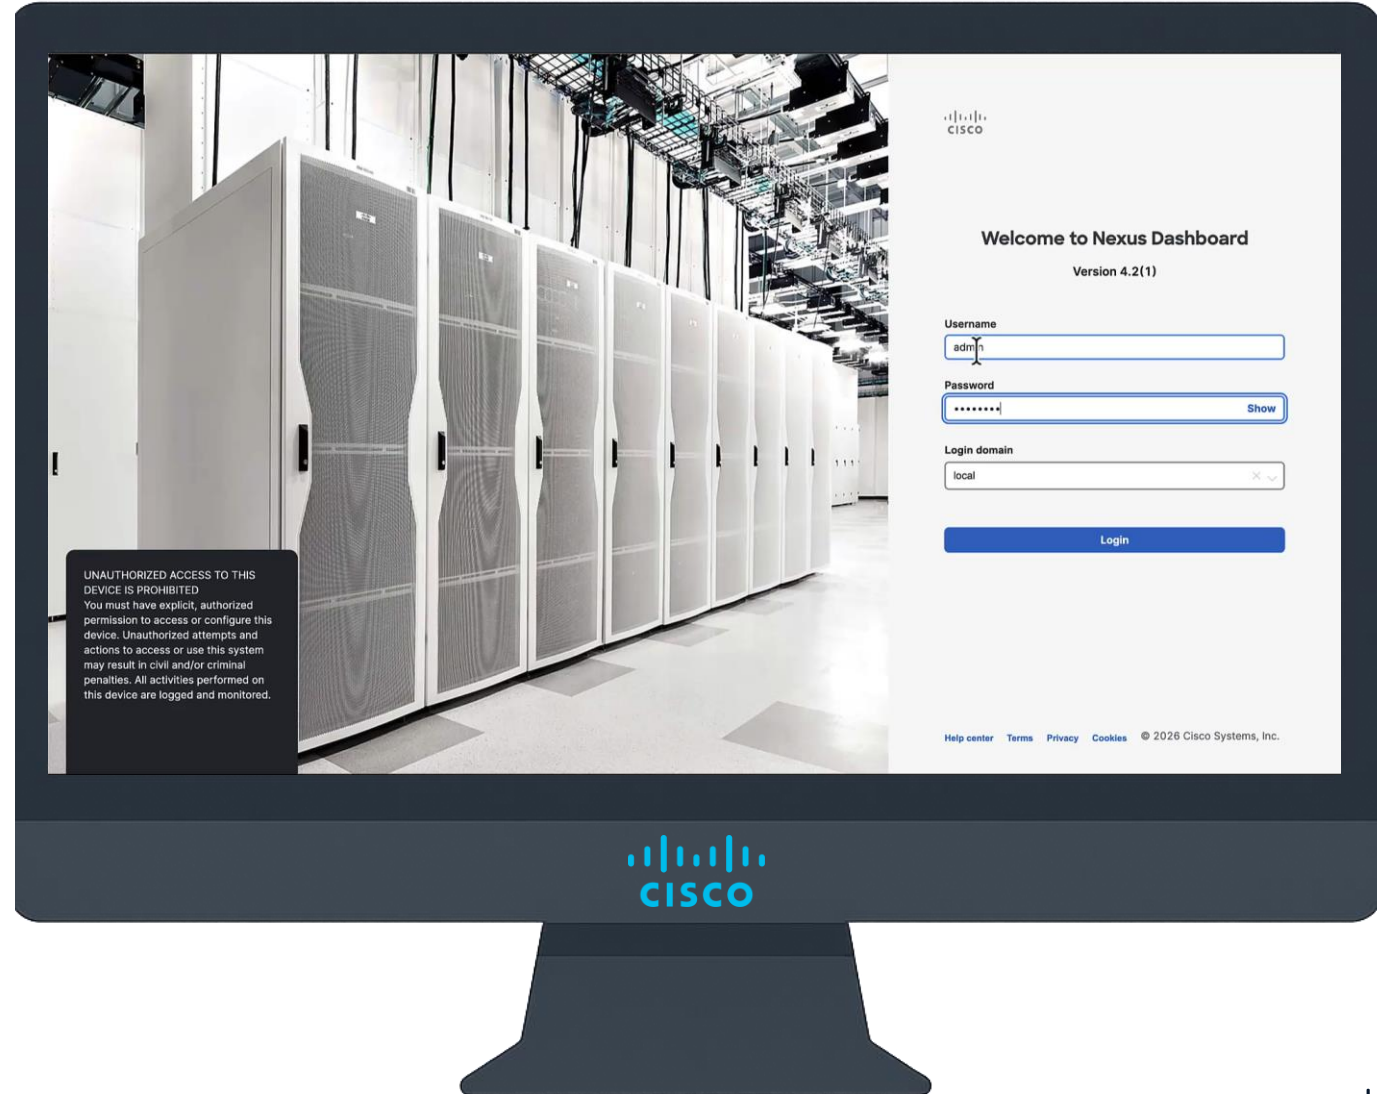 CISCO
Welcome to Nexus Dashboard
Version 4.2(1)
Username
admin
Password
Show
Login domain
local
Login
UNAUTHORIZED ACCESS TO THIS
DEVICE IS PROHIBITED
You must have explicit, authorized
permission to access or configure this
device. Unauthorized attempts and
actions to access or use this system
may result in civil and/or criminal
penalties. All activities performed on
this device are logged and monitored.
Help center Terms Privacy Cookies © 2026 Cisco Systems, Inc.
CISCO